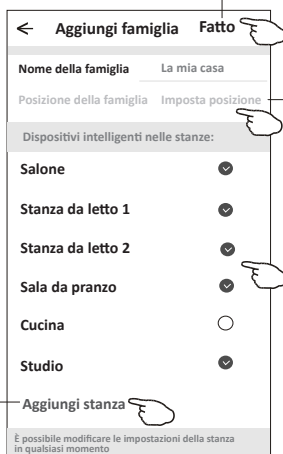 Aggiungi famiglia Fatto
Nome della famiglia La mia casa
Posizione della famiglia Imposta posizione
Dispositivi intelligenti nelle stanze:
Salone
Stanza da letto 1
Stanza da letto 2
Sala da pranzo
Cucina
Studio
Aggiungi stanza
È possibile modificare le impostazioni della stanza
in qualsiasi momento